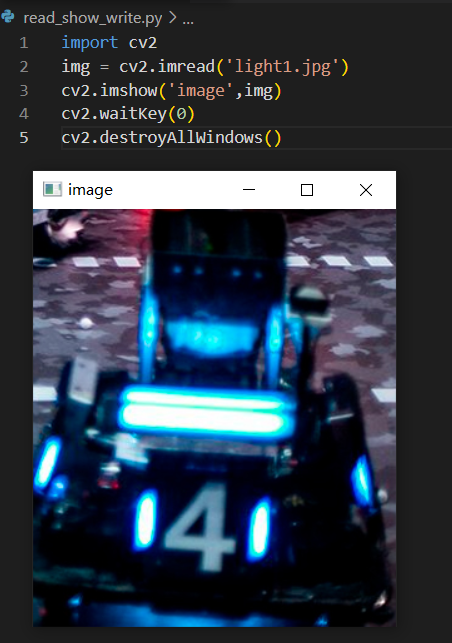 read_show_write.py > ...
1 import cv2
2 img = cv2.imread('light1.jpg')
3 cv2.imshow('image',img)
4 cv2.waitKey(0)
5 cv2.destroyAllWindows()
image
4